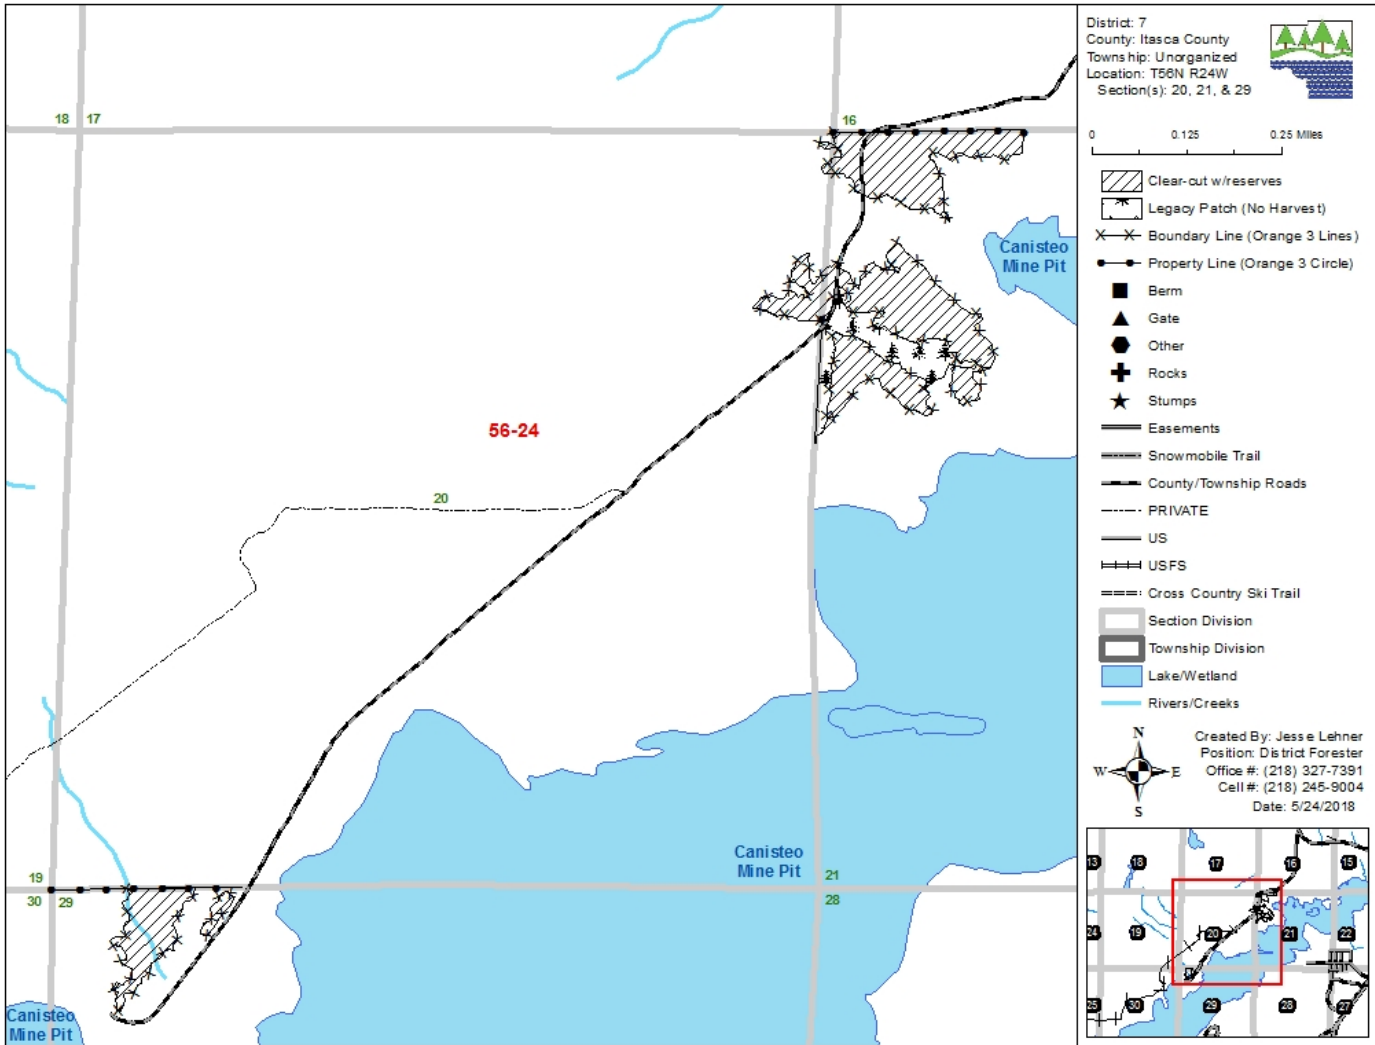 District: 7
County: Itasca County
Township: Unorganized
Location: T56N R24W
Section(s): 20, 21, & 29
0 0.125 0.25 Miles
Clear-cut w/reserves
Legacy Patch (No Harvest)
Boundary Line (Orange 3 Lines)
Property Line (Orange 3 Circle)
Berm
Gate
Other
Rocks
Stumps
Easements
Snowmobile Trail
County/Township Roads
PRIVATE
US
USFS
Cross Country Ski Trail
Section Division
Township Division
Lake/Wetland
Rivers/Creeks
N
W E
S
Created By: Jesse Lehner
Position: District Forester
Office #: (218) 327-7391
Cell #: (218) 245-9004
Date: 5/24/2018
13 18 17 16 15
24 19 20 21 22
25 30 29 28 27
18 17
16
Canisteo
Mine Pit
56-24
20
Canisteo
Mine Pit
19
30 29
21
28
Canisteo
Mine Pit